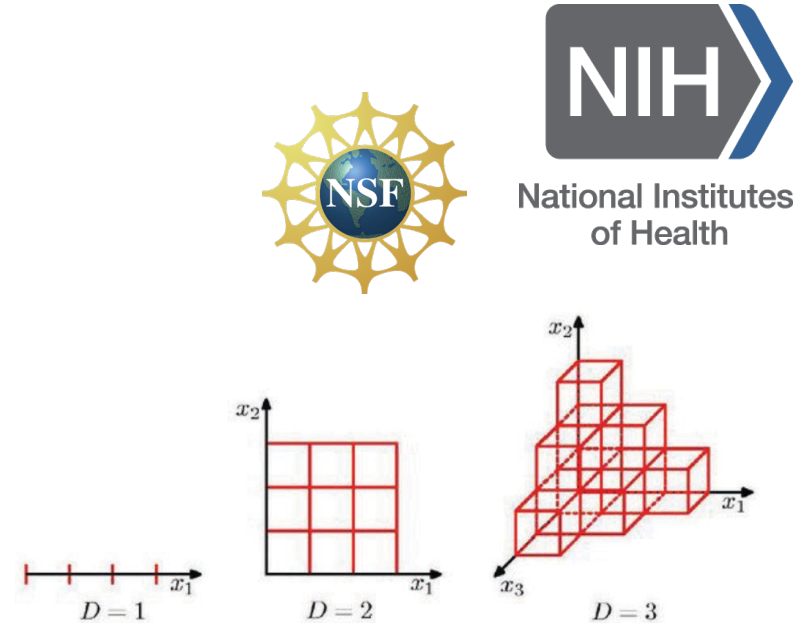 NIH
NSF
National Institutes
of Health
x₂
x₂
x₁
x₁
x₁
x₃
D = 1
D = 2
D = 3